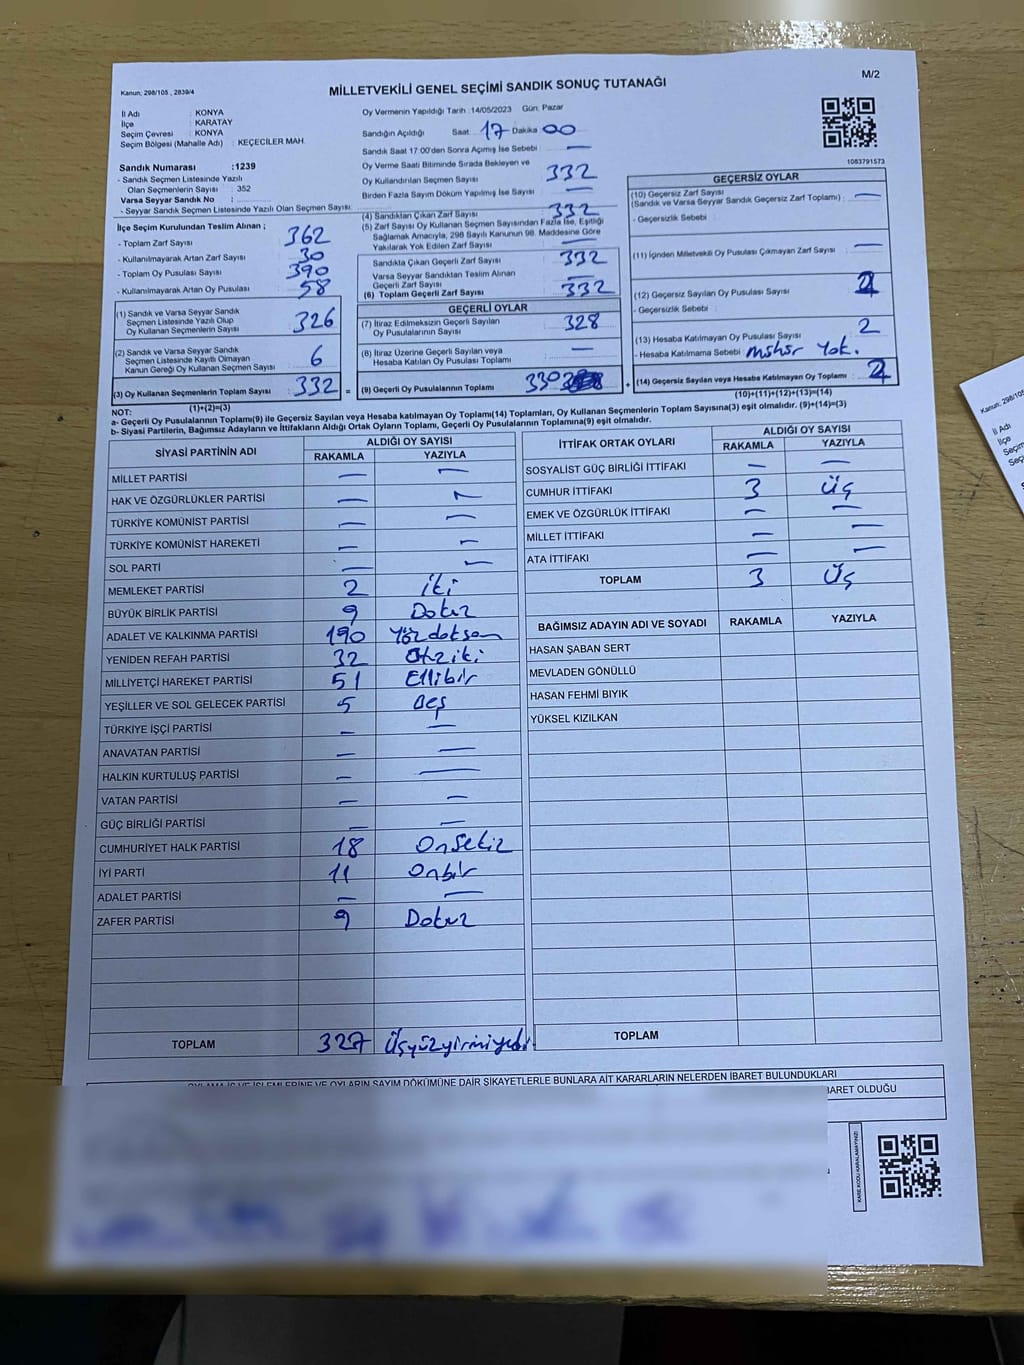 Kanun: 298/105 , 2839/4
MİLLETVEKİLİ GENEL SEÇİMİ SANDIK SONUÇ TUTANAĞI
M/2
İl Adı : KONYA
İlçe : KARATAY
Seçim Çevresi : KONYA
Seçim Bölgesi (Mahalle Adı) : KEÇECİLER MAH.
Sandık Numarası :1239
- Sandık Seçmen Listesinde Yazılı
Olan Seçmenlerin Sayısı : 352
Varsa Seyyar Sandık No :
- Seyyar Sandık Seçmen Listesinde Yazılı Olan Seçmen Sayısı:
İlçe Seçim Kurulundan Teslim Alınan ;
- Toplam Zarf Sayısı : 362
- Kullanılmayarak Artan Zarf Sayısı : 30
- Toplam Oy Pusulası Sayısı : 390
- Kullanılmayarak Artan Oy Pusulası : 58
(1) Sandık ve Varsa Seyyar Sandık
Seçmen Listesinde Yazılı Olup
Oy Kullanan Seçmenlerin Sayısı : 326
(2) Sandık ve Varsa Seyyar Sandık
Seçmen Listesinde Kayıtlı Olmayan
Kanun Gereği Oy Kullanan Seçmen Sayısı : 6
(3) Oy Kullanan Seçmenlerin Toplam Sayısı : 332 =
(1)+(2)=(3)
Oy Vermenin Yapıldığı Tarih :14/05/2023 Gün: Pazar
Sandığın Açıldığı Saat: 17 Dakika 00
Sandık Saat 17:00'den Sonra Açılmış İse Sebebi : —
Oy Verme Saati Bitiminde Sırada Bekleyen ve
Oy Kullandırılan Seçmen Sayısı : 332
Birden Fazla Sayım Döküm Yapılmış İse Sayısı : —
(4) Sandıktan Çıkan Zarf Sayısı : 332
(5) Zarf Sayısı Oy Kullanan Seçmen Sayısından Fazla İse, Eşitliği
Sağlamak Amacıyla, 298 Sayılı Kanunun 98. Maddesine Göre
Yakılarak Yok Edilen Zarf Sayısı : —
Sandıkta Çıkan Geçerli Zarf Sayısı : 332
Varsa Seyyar Sandıktan Teslim Alınan
Geçerli Zarf Sayısı : —
(6) Toplam Geçerli Zarf Sayısı : 332
GEÇERLİ OYLAR
(7) İtiraz Edilmeksizin Geçerli Sayılan
Oy Pusulalarının Sayısı : 328
(8) İtiraz Üzerine Geçerli Sayılan veya
Hesaba Katılan Oy Pusulası Toplamı : —
(9) Geçerli Oy Pusulalarının Toplamı : 330 +
1083791573
GEÇERSİZ OYLAR
(10) Geçersiz Zarf Sayısı
(Sandık ve Varsa Seyyar Sandık Geçersiz Zarf Toplamı) : —
- Geçersizlik Sebebi :
(11) İçinden Milletvekili Oy Pusulası Çıkmayan Zarf Sayısı : —
(12) Geçersiz Sayılan Oy Pusulası Sayısı :
- Geçersizlik Sebebi :
(13) Hesaba Katılmayan Oy Pusulası Sayısı : 2
- Hesaba Katılmama Sebebi : mühür Yok.
(14) Geçersiz Sayılan veya Hesaba Katılmayan Oy Toplamı : 2
(10)+(11)+(12)+(13)=(14)
NOT:
a- Geçerli Oy Pusulalarının Toplamı(9) ile Geçersiz Sayılan veya Hesaba katılmayan Oy Toplamı(14) Toplamları, Oy Kullanan Seçmenlerin Toplam Sayısına(3) eşit olmalıdır. (9)+(14)=(3)
b- Siyasi Partilerin, Bağımsız Adayların ve İttifakların Aldığı Ortak Oyların Toplamı, Geçerli Oy Pusulalarının Toplamına(9) eşit olmalıdır.
SİYASİ PARTİNİN ADI ALDIĞI OY SAYISI
RAKAMLA YAZIYLA
MİLLET PARTİSİ — —
HAK VE ÖZGÜRLÜKLER PARTİSİ — —
TÜRKİYE KOMÜNİST PARTİSİ — —
TÜRKİYE KOMÜNİST HAREKETİ — —
SOL PARTİ — —
MEMLEKET PARTİSİ 2 iki
BÜYÜK BİRLİK PARTİSİ 9 Dokuz
ADALET VE KALKINMA PARTİSİ 190 Yüzdoksan
YENİDEN REFAH PARTİSİ 32 Otuziki
MİLLİYETÇİ HAREKET PARTİSİ 51 Ellibir
YEŞİLLER VE SOL GELECEK PARTİSİ 5 Beş
TÜRKİYE İŞÇİ PARTİSİ — —
ANAVATAN PARTİSİ — —
HALKIN KURTULUŞ PARTİSİ — —
VATAN PARTİSİ — —
GÜÇ BİRLİĞİ PARTİSİ — —
CUMHURİYET HALK PARTİSİ 18 Onsekiz
İYİ PARTİ 11 Onbir
ADALET PARTİSİ — —
ZAFER PARTİSİ 9 Dokuz
TOPLAM 327 Üçyüzyirmiyedi
İTTİFAK ORTAK OYLARI ALDIĞI OY SAYISI
RAKAMLA YAZIYLA
SOSYALİST GÜÇ BİRLİĞİ İTTİFAKI — —
CUMHUR İTTİFAKI 3 Üç
EMEK VE ÖZGÜRLÜK İTTİFAKI — —
MİLLET İTTİFAKI — —
ATA İTTİFAKI — —
TOPLAM 3 Üç
BAĞIMSIZ ADAYIN ADI VE SOYADI RAKAMLA YAZIYLA
HASAN ŞABAN SERT
MEVLADEN GÖNÜLLÜ
HASAN FEHMİ BIYIK
YÜKSEL KIZILKAN
TOPLAM
OYLAMA İŞ VE İŞLEMLERİNE VE OYLARIN SAYIM DÖKÜMÜNE DAİR ŞİKAYETLERLE BUNLARA AİT KARARLARIN NELERDEN İBARET BULUNDUKLARI
İBARET OLDUĞU
KARE KODU KARALAMAYINIZ!
Kanun: 298/105
İl Adı
İlçe
Seçim
Seçim